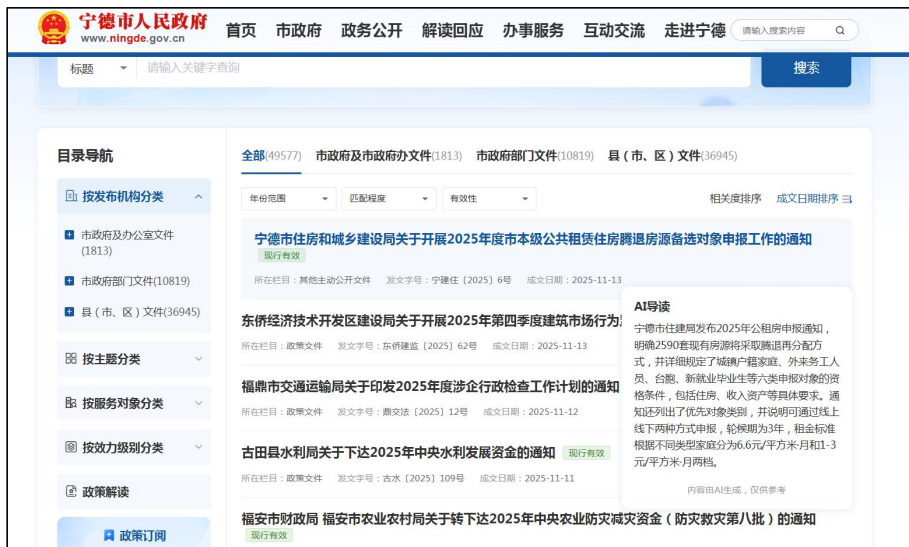 宁德市人民政府
www.ningde.gov.cn
首页 市政府 政务公开 解读回应 办事服务 互动交流 走进宁德 请输入搜索内容
标题 请输入关键字查询 搜索
目录导航
按发布机构分类
市政府及办公室文件
(1813)
市政府部门文件(10819)
县（市、区）文件(36945)
按主题分类
按服务对象分类
按效力级别分类
政策解读
政策订阅
全部(49577) 市政府及市政府办文件(1813) 市政府部门文件(10819) 县（市、区）文件(36945)
年份范围 匹配程度 有效性 相关度排序 成文日期排序
宁德市住房和城乡建设局关于开展2025年度市本级公共租赁住房腾退房源备选对象申报工作的通知
现行有效
所在栏目：其他主动公开文件 发文字号：宁建住〔2025〕6号 成文日期：2025-11-13
东侨经济技术开发区建设局关于开展2025年第四季度建筑市场行为
所在栏目：政策文件 发文字号：东侨建监〔2025〕62号 成文日期：2025-11-13
福鼎市交通运输局关于印发2025年度涉企行政检查工作计划的通知
所在栏目：政策文件 发文字号：鼎交法〔2025〕12号 成文日期：2025-11-12
古田县水利局关于下达2025年中央水利发展资金的通知 现行有效
所在栏目：政策文件 发文字号：古水〔2025〕109号 成文日期：2025-11-11
福安市财政局 福安市农业农村局关于转下达2025年中央农业防灾减灾资金（防灾救灾第八批）的通知
现行有效
AI导读
宁德市住建局发布2025年公租房申报通知，
明确2590套现有房源将采取腾退再分配方
式，并详细规定了城镇户籍家庭、外来务工人
员、台胞、新就业毕业生等六类申报对象的资
格条件，包括住房、收入资产等具体要求。通
知还列出了优先对象类别，并说明可通过线上
线下两种方式申报，轮候期为3年，租金标准
根据不同类型家庭分为6.6元/平方米·月和1-3
元/平方米·月两档。
内容由AI生成，仅供参考